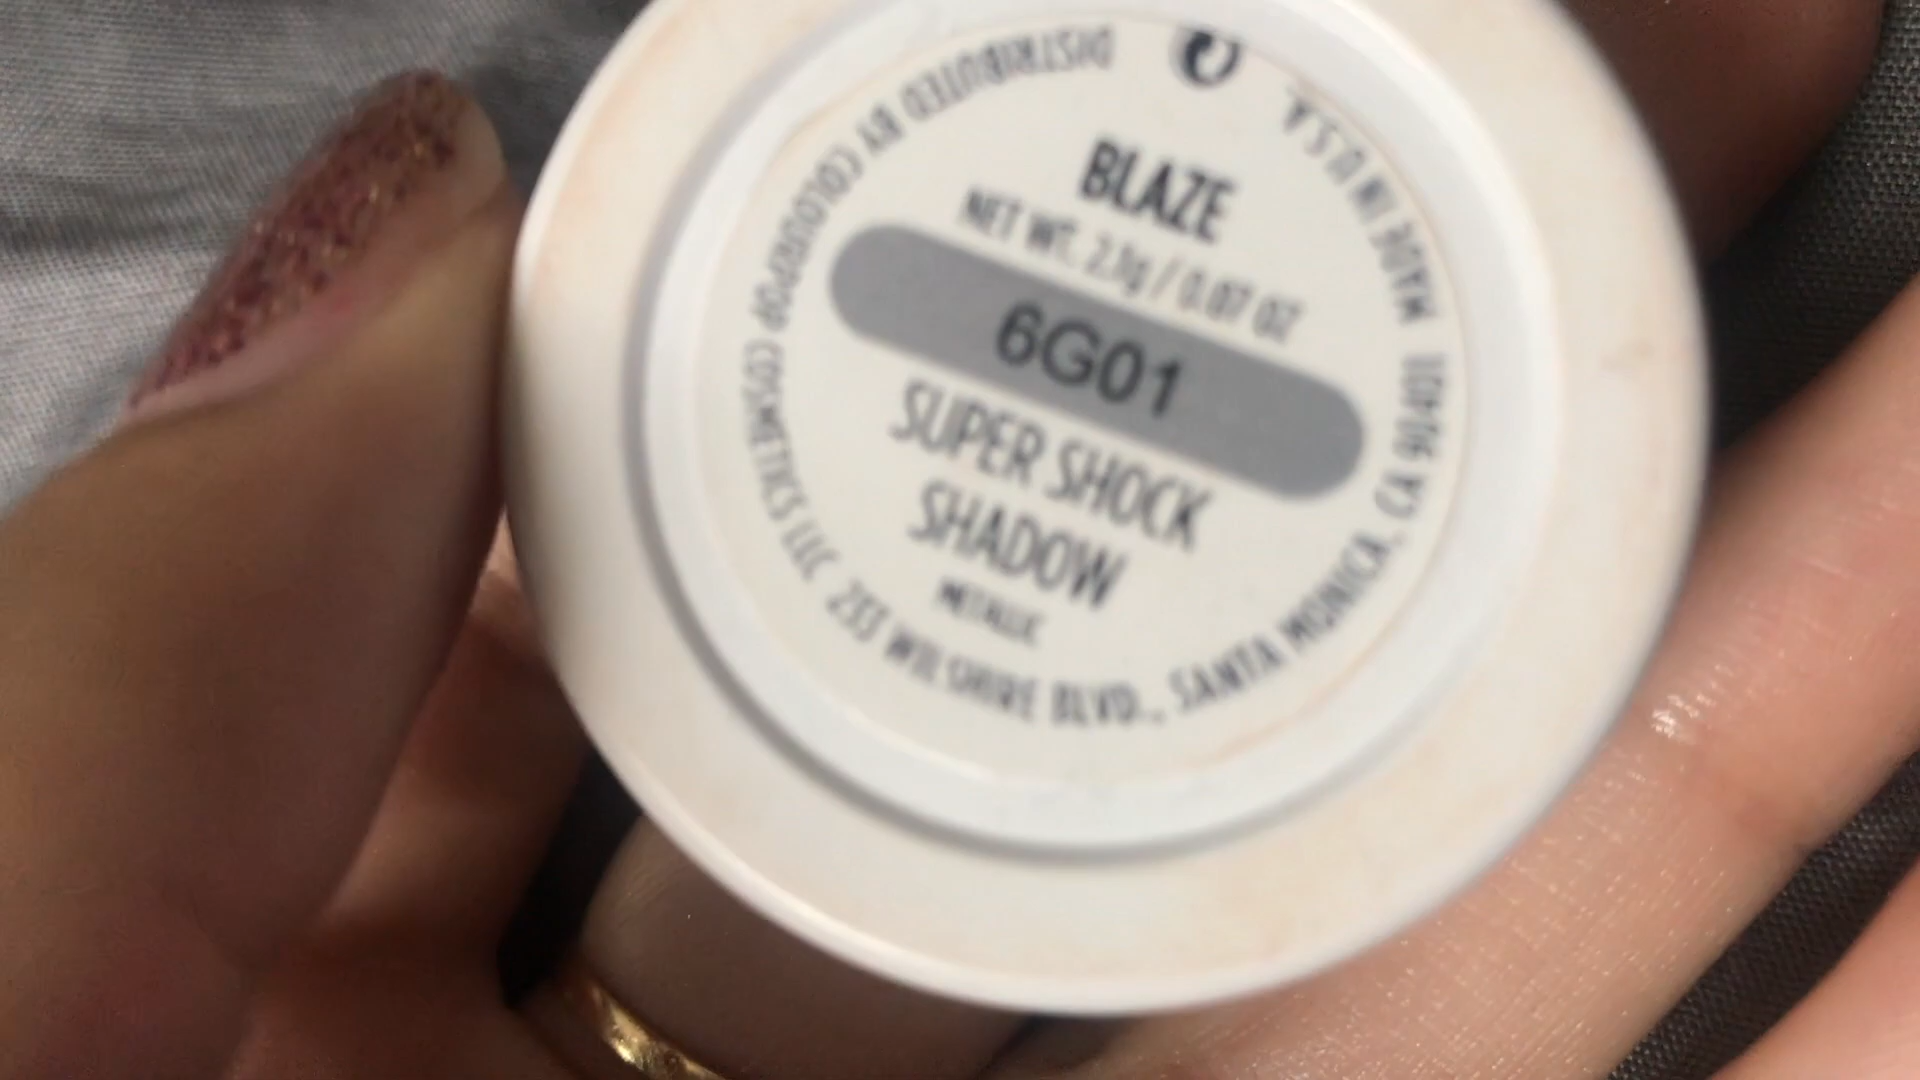 BLAZE
NET WT. 2.1g / 0.07 OZ
6G01
SUPER SHOCK
SHADOW
METALLIC
DISTRIBUTED BY COLOURPOP COSMETICS LLC 233 WILSHIRE BLVD., SANTA MONICA, CA 90401 MADE IN U.S.A.